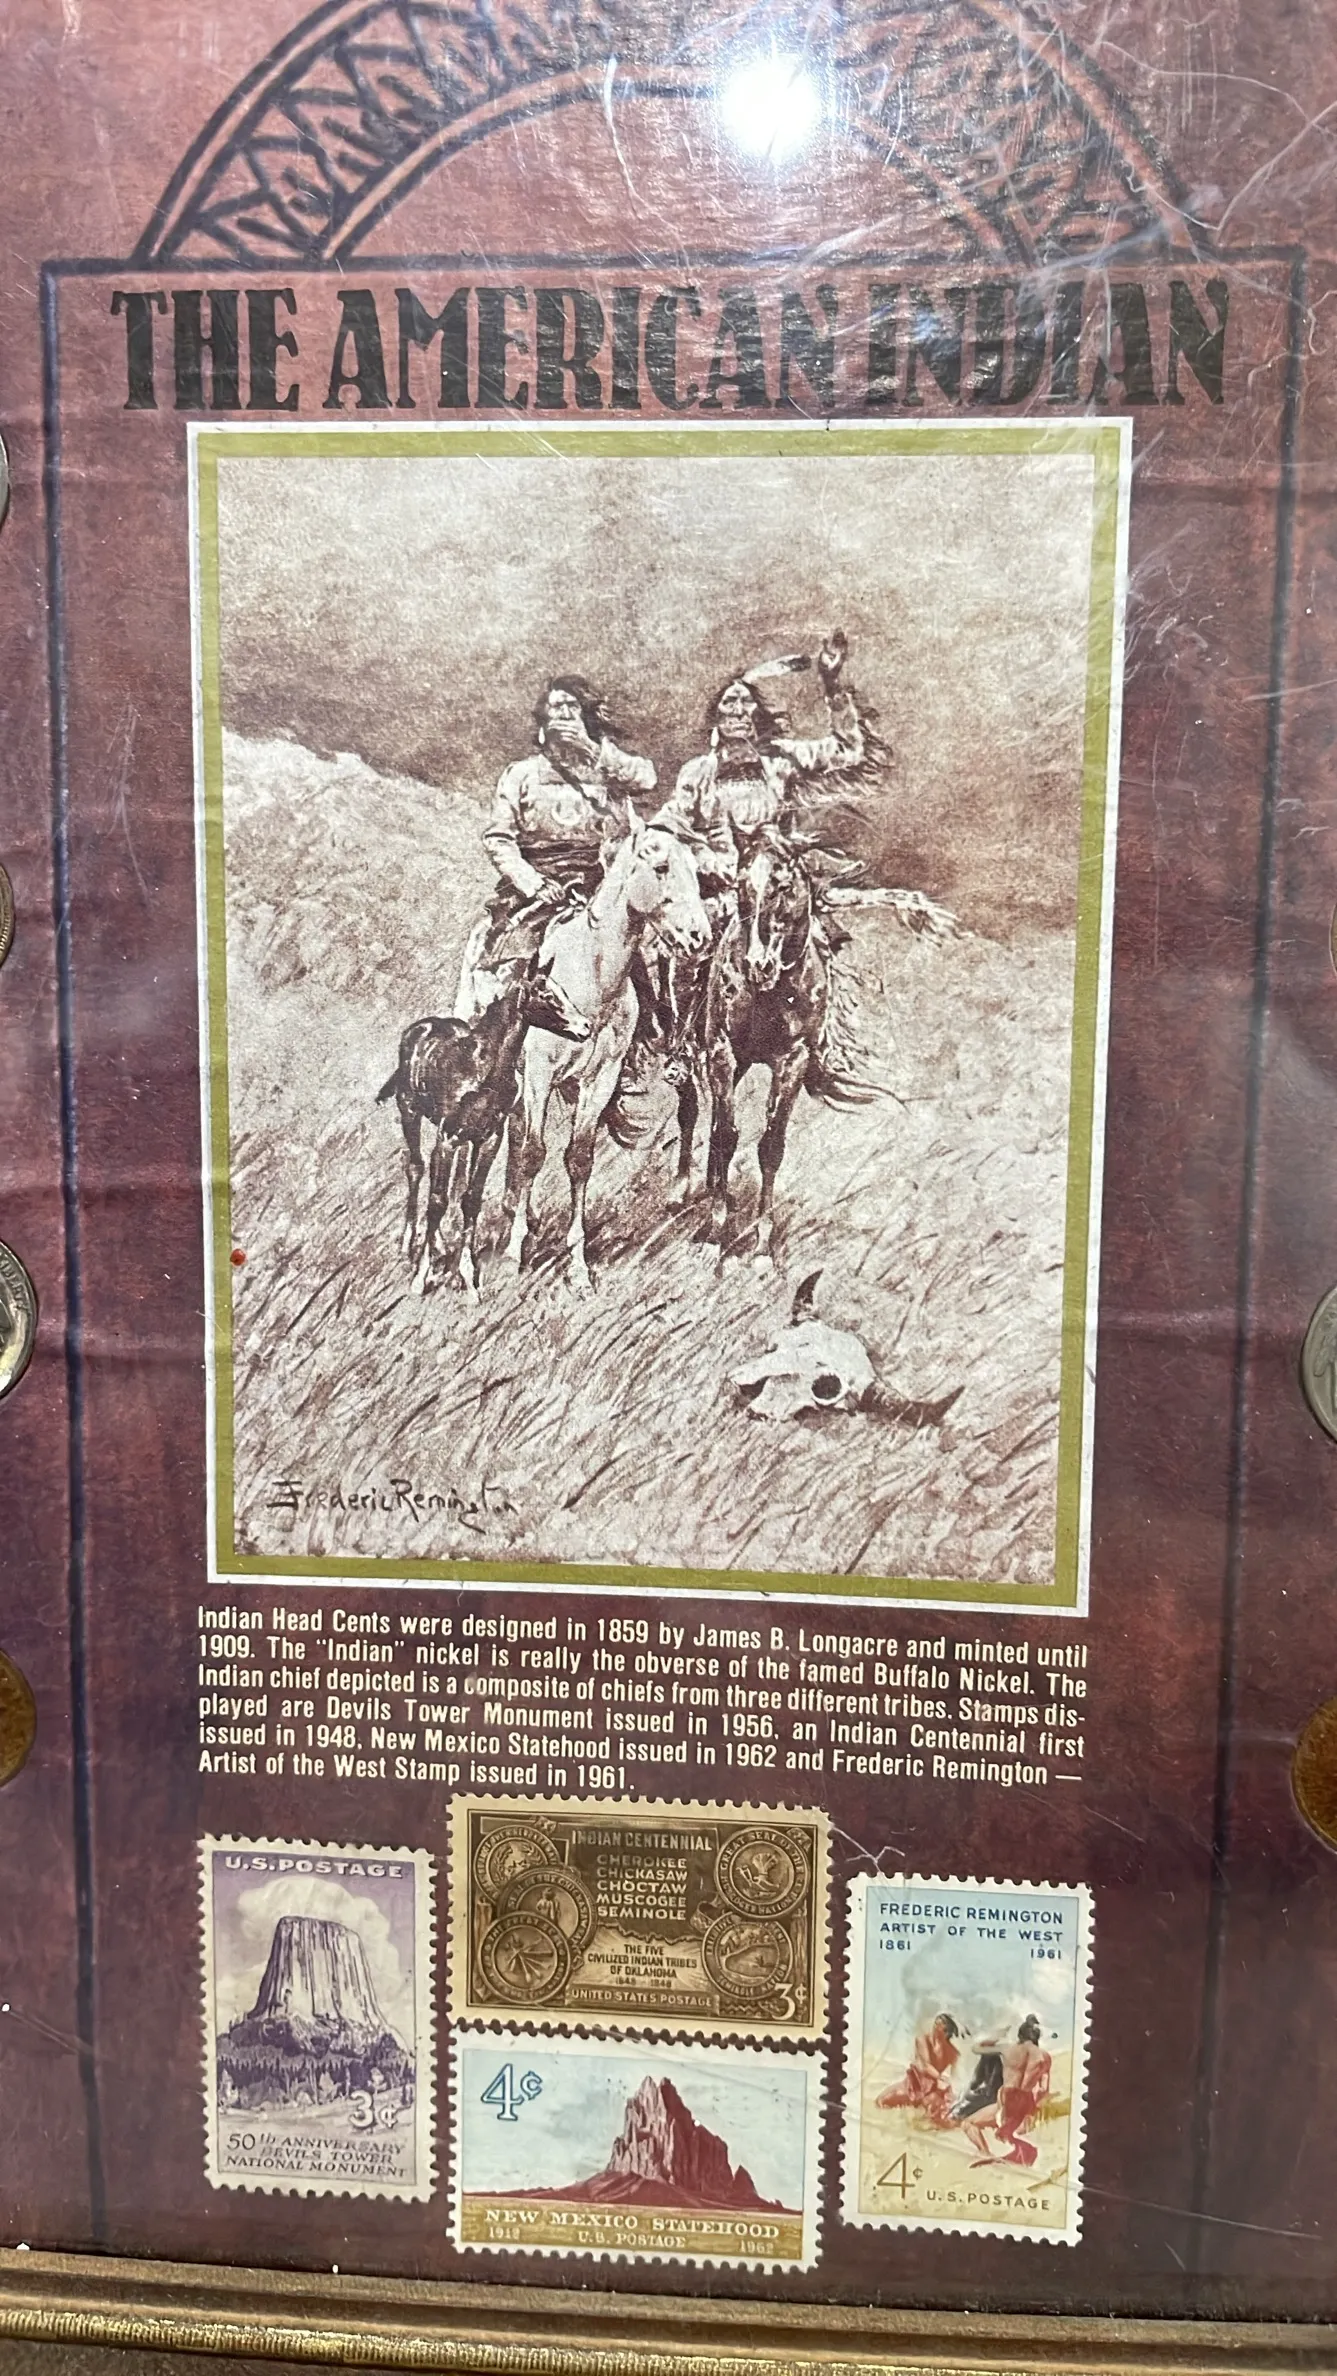 THE AMERICAN INDIAN
Frederic Remington
Indian Head Cents were designed in 1859 by James B. Longacre and minted until
1909. The "Indian" nickel is really the obverse of the famed Buffalo Nickel. The
Indian chief depicted is a composite of chiefs from three different tribes. Stamps dis-
played are Devils Tower Monument issued in 1956, an Indian Centennial first
issued in 1948, New Mexico Statehood issued in 1962 and Frederic Remington —
Artist of the West Stamp issued in 1961.
U.S. POSTAGE
3¢
50th ANNIVERSARY
DEVILS TOWER
NATIONAL MONUMENT
INDIAN CENTENNIAL
CHEROKEE
CHICKASAW
CHOCTAW
MUSCOGEE
SEMINOLE
THE FIVE
CIVILIZED INDIAN TRIBES
OF OKLAHOMA
1848 - 1948
UNITED STATES POSTAGE
3¢
4¢
NEW MEXICO STATEHOOD
1912 U.S. POSTAGE 1962
FREDERIC REMINGTON
ARTIST OF THE WEST
1861 1961
4¢
U.S. POSTAGE